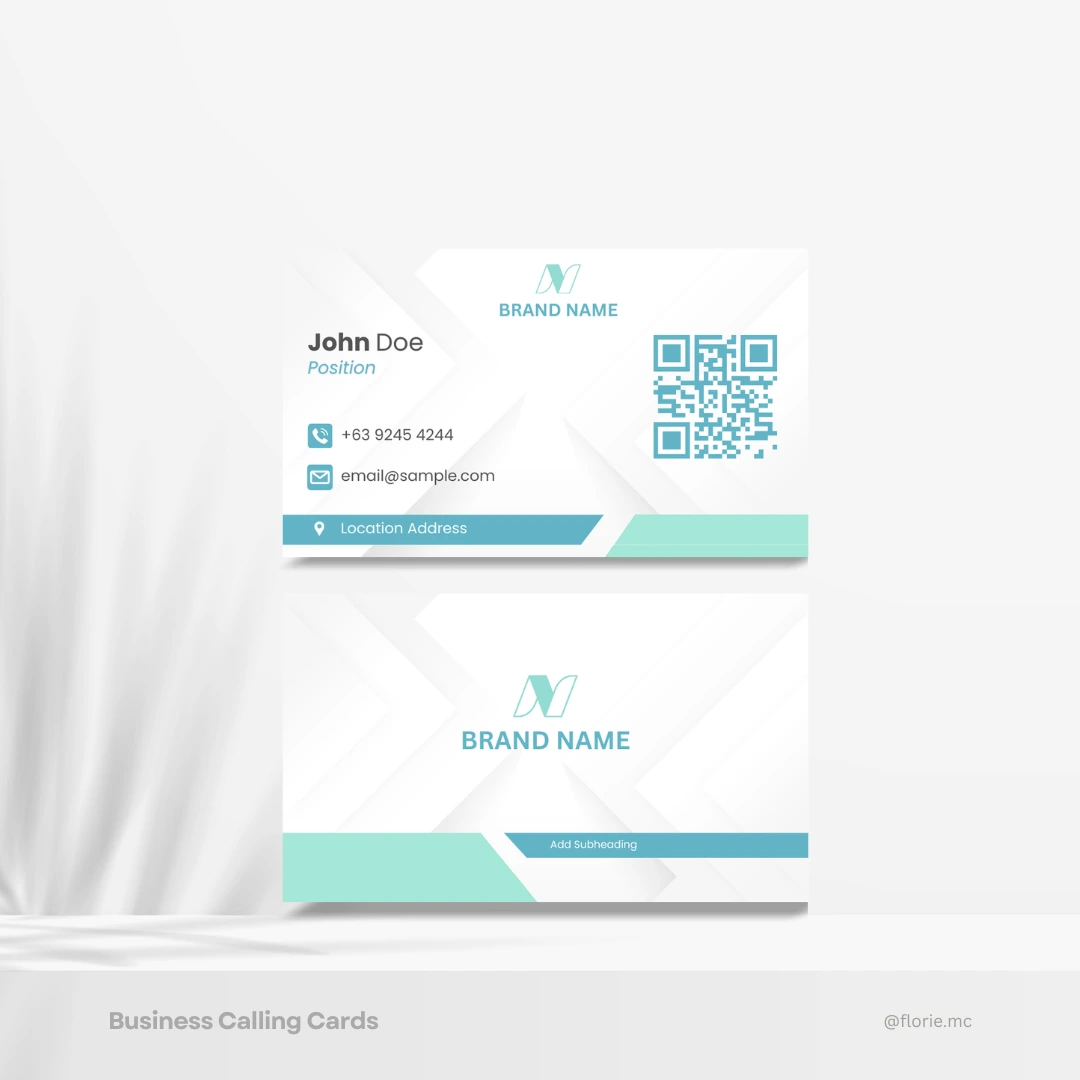 BRAND NAME
John Doe
Position
+63 9245 4244
email@sample.com
Location Address
BRAND NAME
Add Subheading
Business Calling Cards
@florie.mc